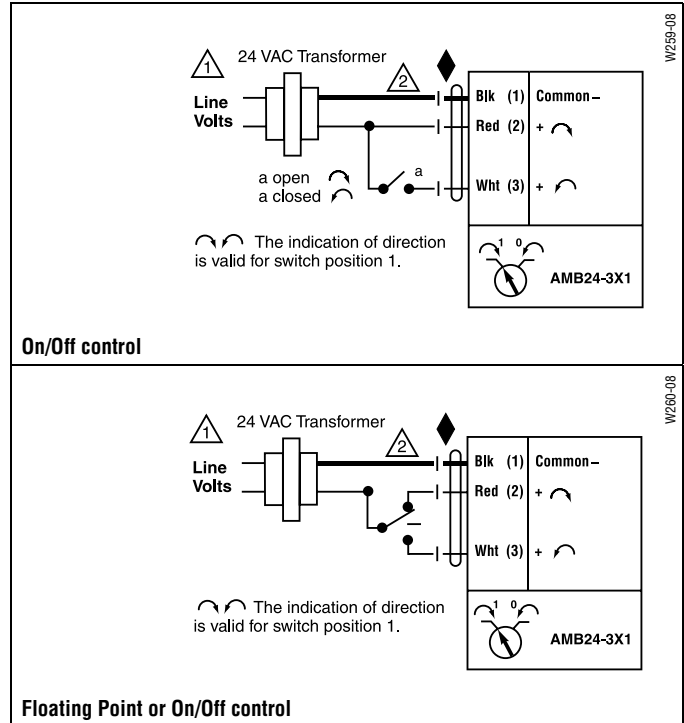 W259-08
1 24 VAC Transformer
2
Line
Volts
Blk (1) Common –
Red (2) +
a open
a closed
a
Wht (3) +
The indication of direction
is valid for switch position 1.
1 0
AMB24-3X1
On/Off control
W260-08
1 24 VAC Transformer
2
Line
Volts
Blk (1) Common –
Red (2) +
Wht (3) +
The indication of direction
is valid for switch position 1.
1 0
AMB24-3X1
Floating Point or On/Off control